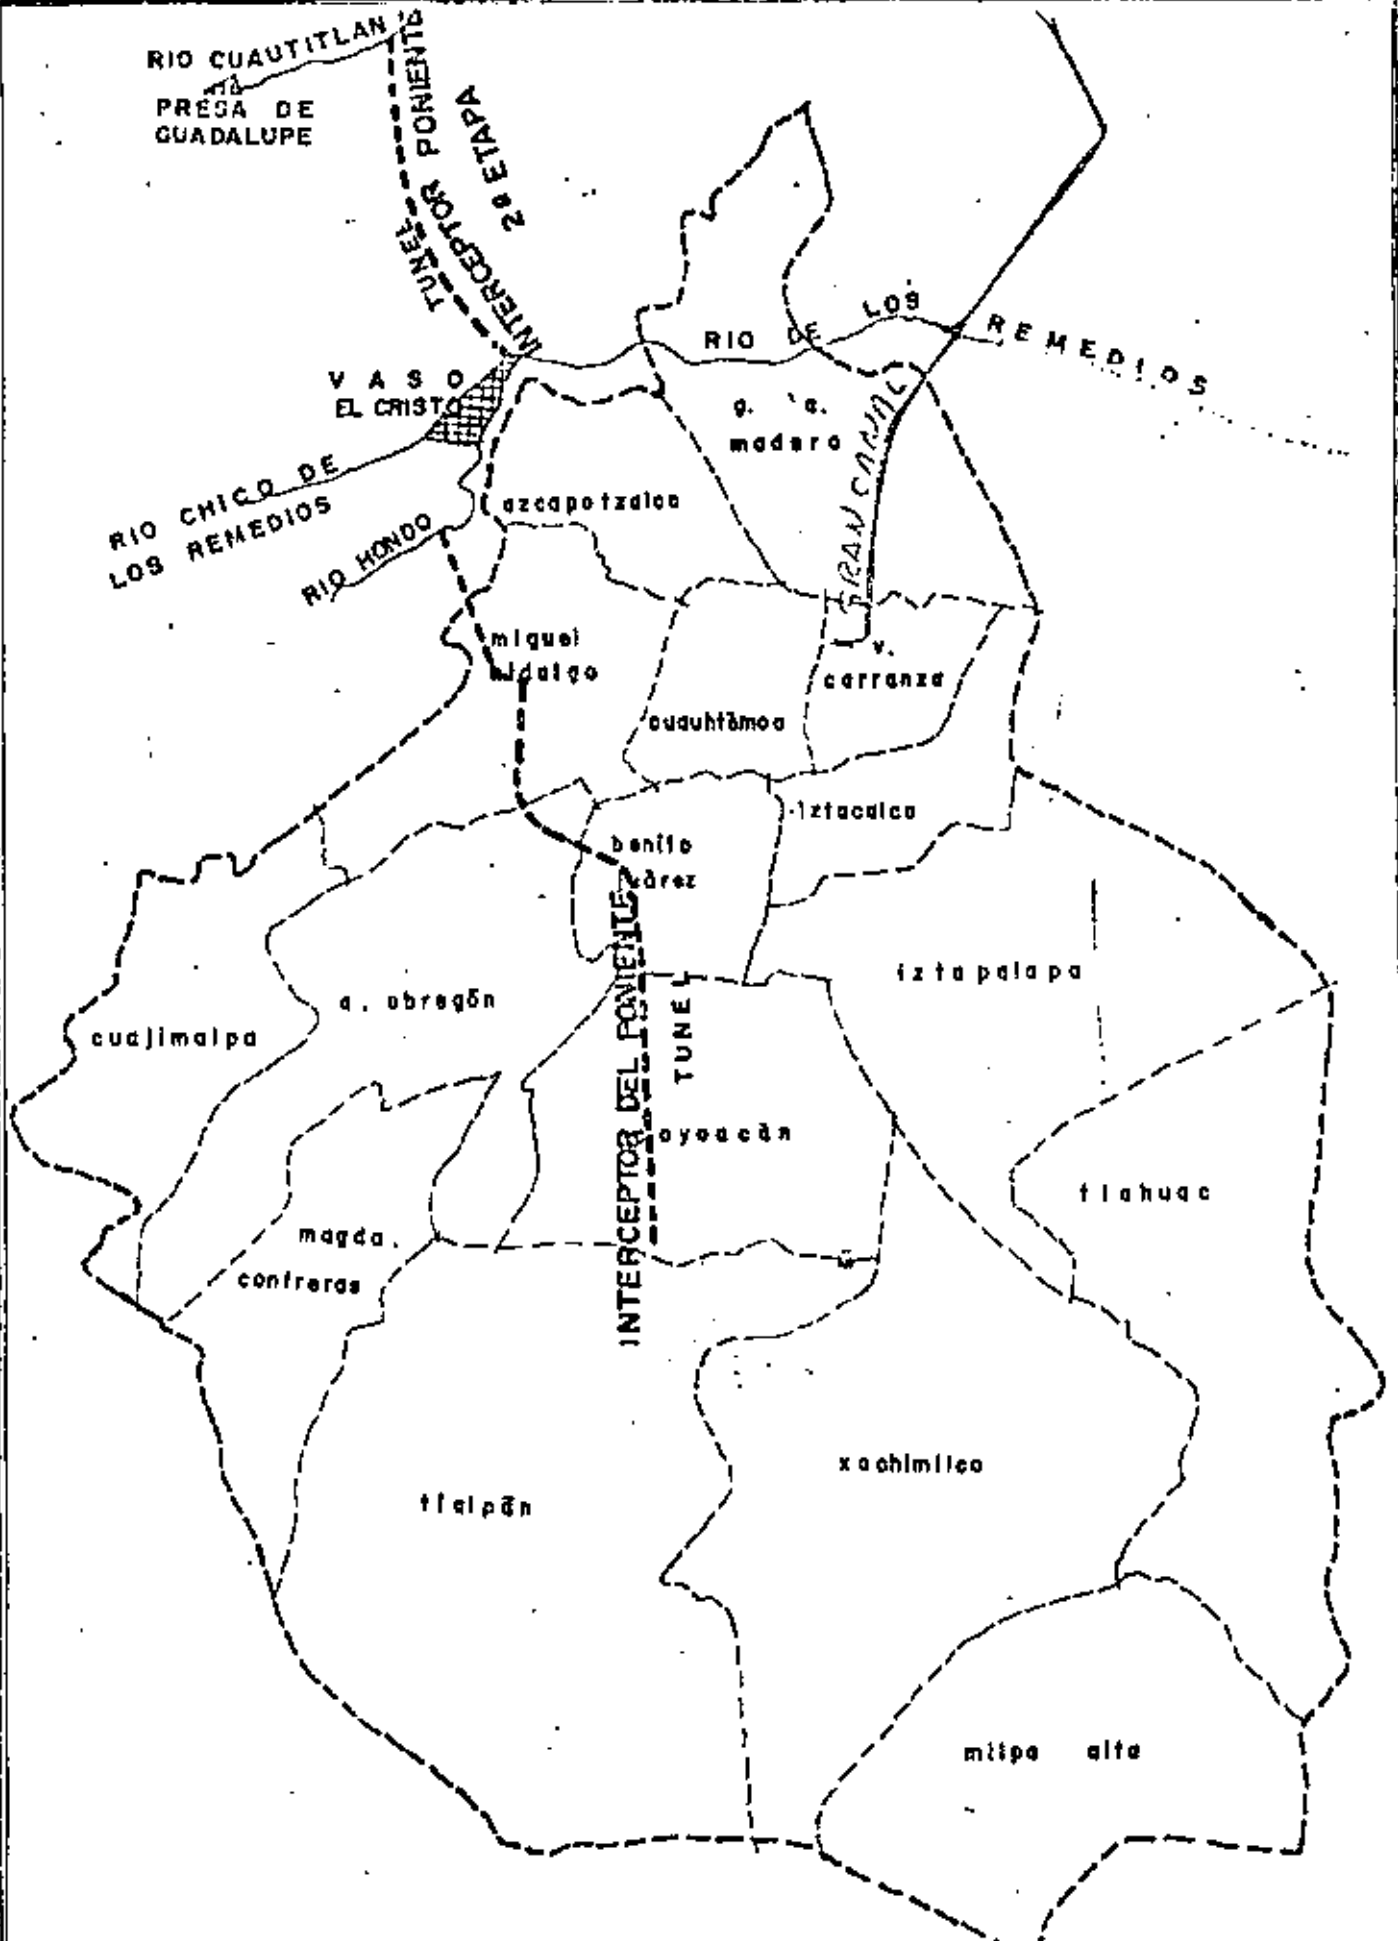 RIO CUAUTITLAN
PRESA DE
GUADALUPE
TUNEL
INTERCEPTOR PONIENTE
2a ETAPA
RIO DE LOS REMEDIOS
VASO
EL CRISTO
g. a.
madero
GRAN CANAL
RIO CHICO DE
LOS REMEDIOS
RIO HONDO
azcapotzalco
miguel
hidalgo
v.
carranza
cuauhtémoc
iztacalco
benito
juárez
iztapalapa
a. obregón
cuajimalpa
INTERCEPTOR DEL PONIENTE
TUNEL
coyoacán
tlahuac
magda.
contreras
xochimilco
tlalpán
milpa alta